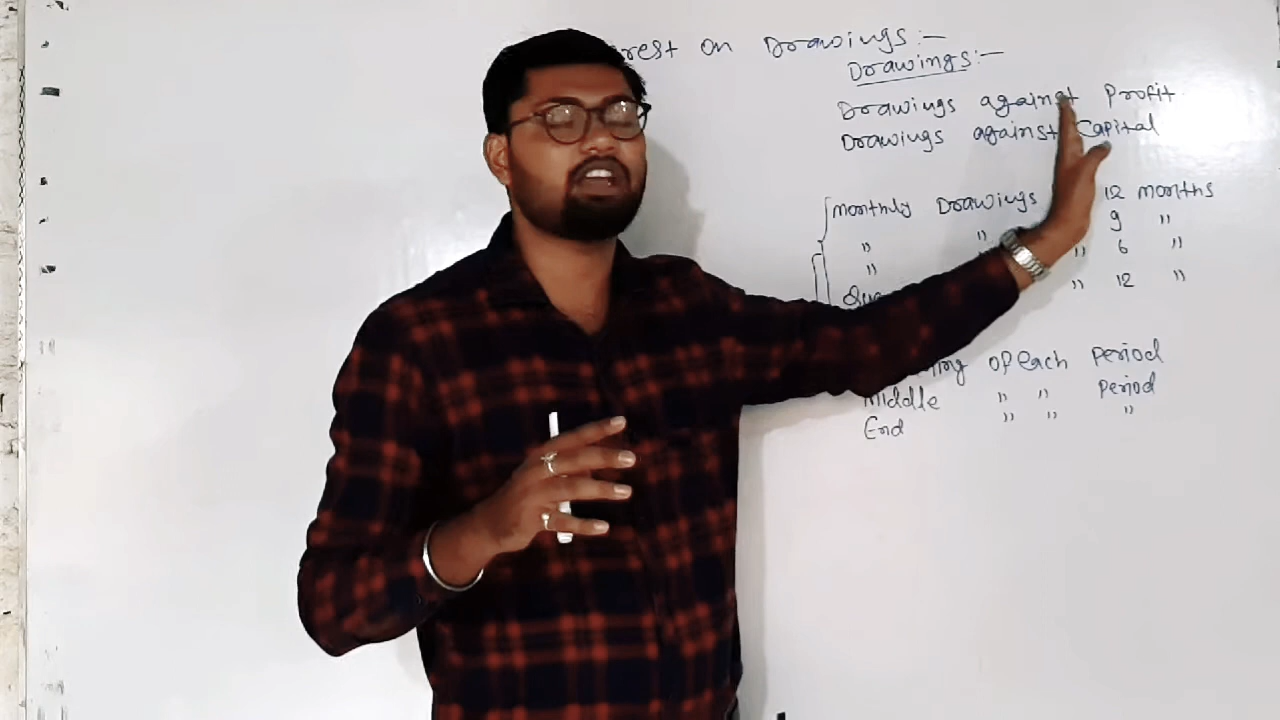 rest on Drawings:-
Drawings:-
Drawings against Profit
Drawings against Capital
Monthly Drawings 12 months
" " 9 "
" " " 6 "
" 12 "
of each period
Middle " " period
End " " "